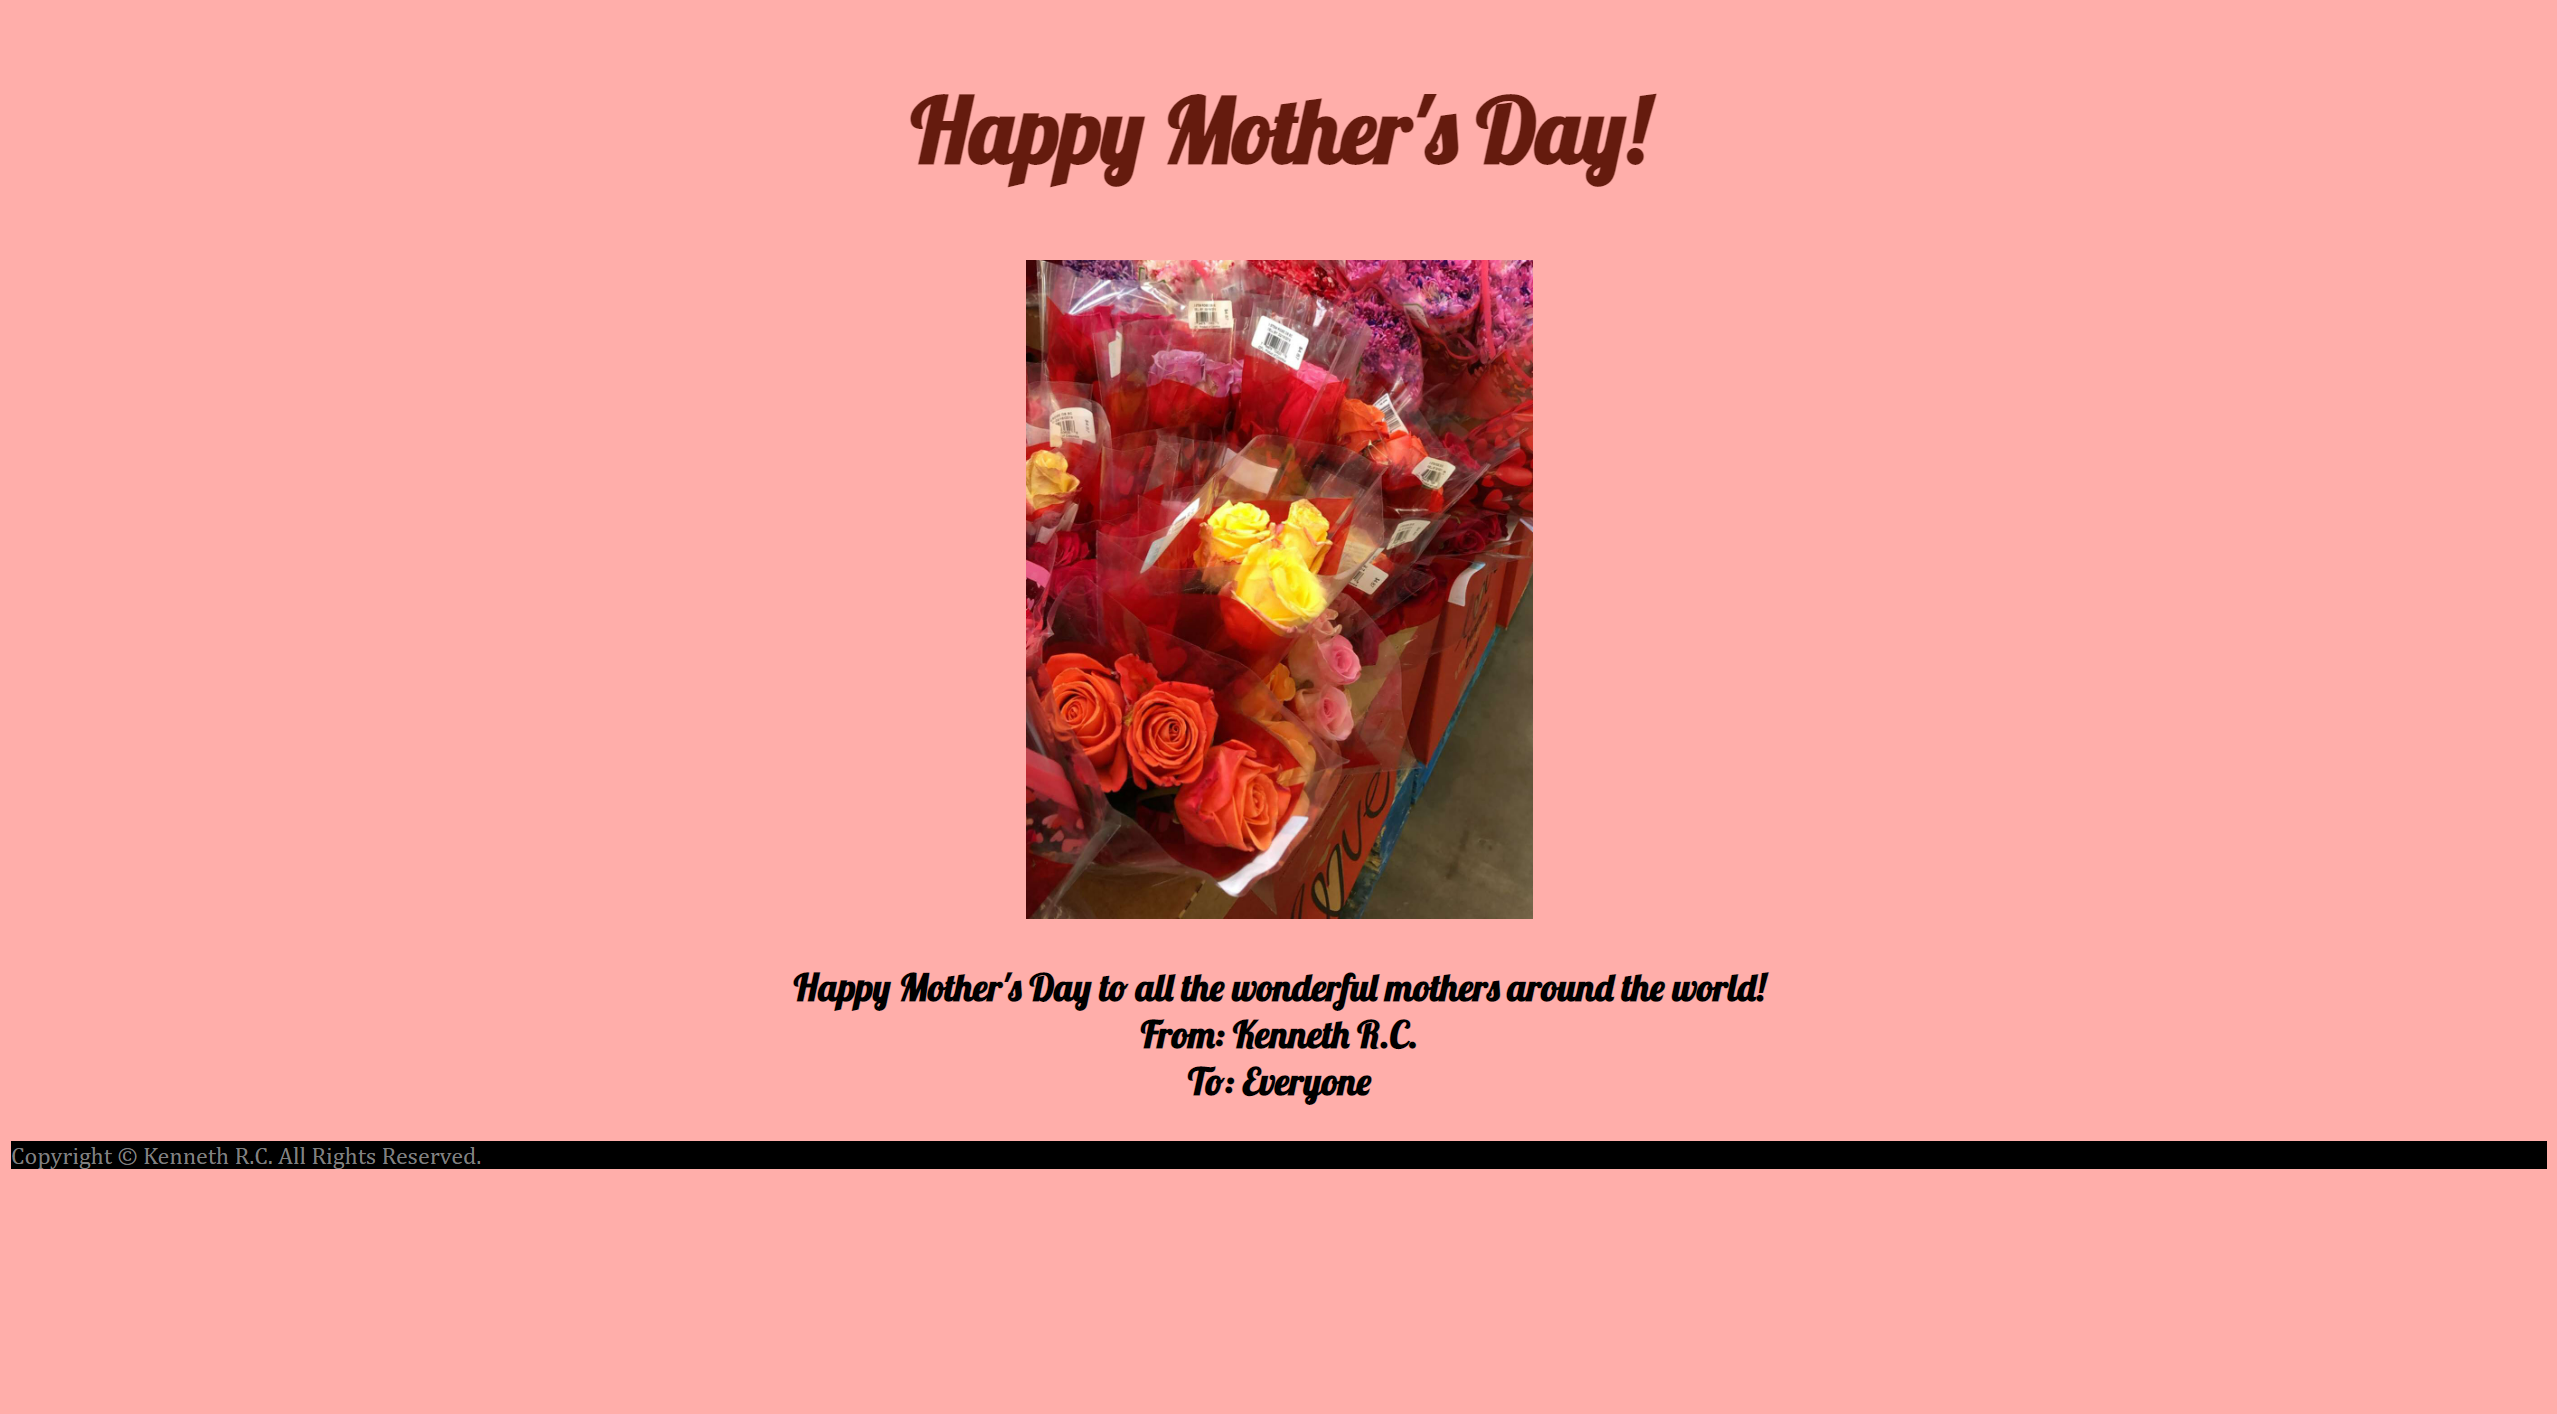 Happy Mother's Day!
Love
Happy Mother's Day to all the wonderful mothers around the world!
From: Kenneth R.C.
To: Everyone
Copyright © Kenneth R.C. All Rights Reserved.